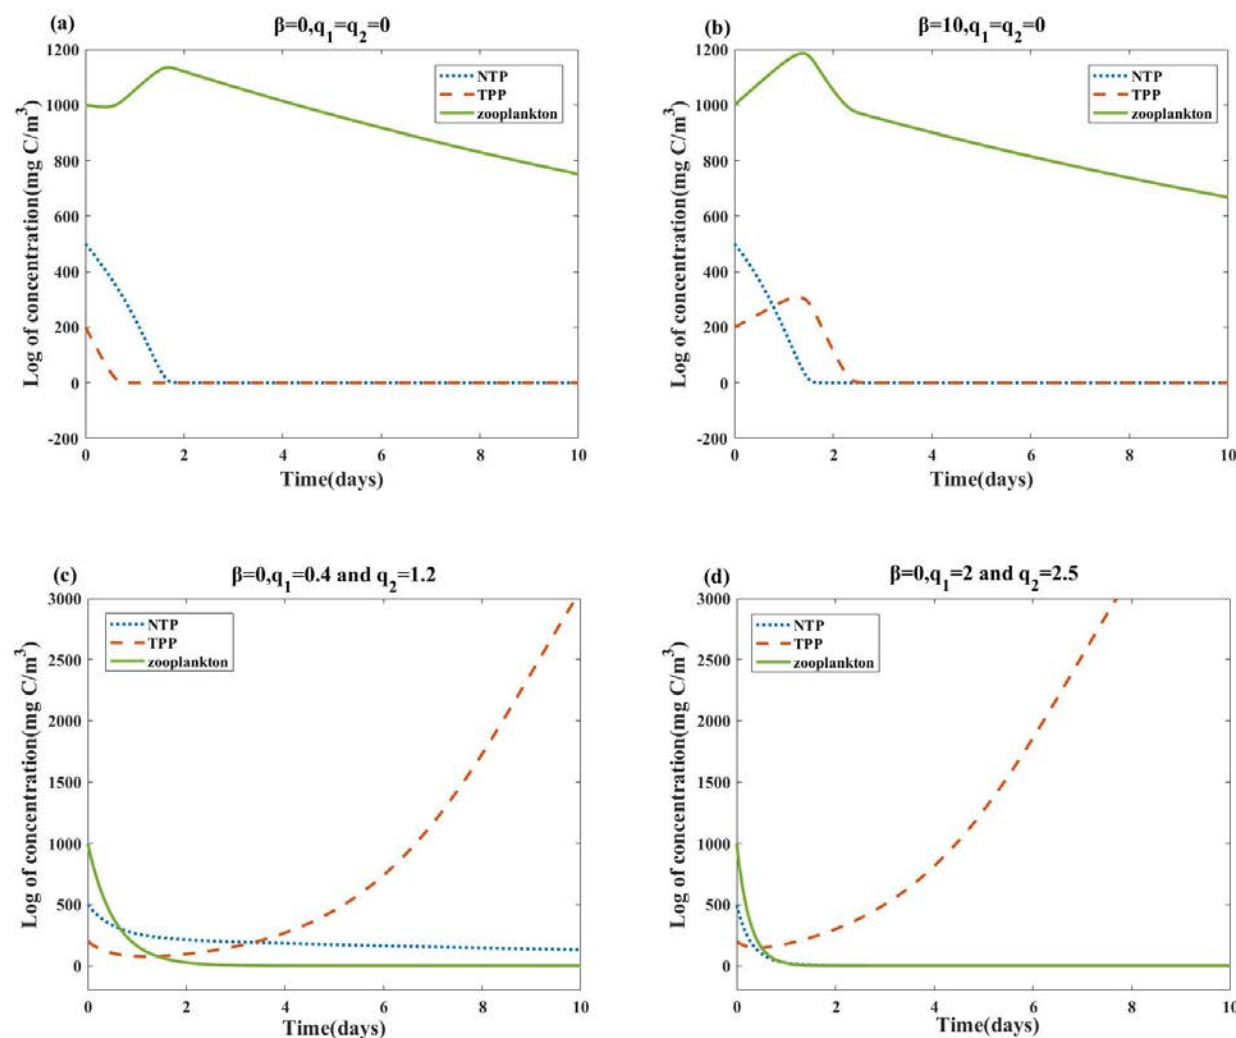 (a)
β=0,q₁=q₂=0
Log of concentration(mg C/m³)
1200
1000
800
600
400
200
0
-200
NTP
TPP
zooplankton
0 2 4 6 8 10
Time(days)
(b)
β=10,q₁=q₂=0
Log of concentration(mg C/m³)
1200
1000
800
600
400
200
0
-200
NTP
TPP
zooplankton
0 2 4 6 8 10
Time(days)
(c)
β=0,q₁=0.4 and q₂=1.2
Log of concentration(mg C/m³)
3000
2500
2000
1500
1000
500
0
NTP
TPP
zooplankton
0 2 4 6 8 10
Time(days)
(d)
β=0,q₁=2 and q₂=2.5
Log of concentration(mg C/m³)
3000
2500
2000
1500
1000
500
0
NTP
TPP
zooplankton
0 2 4 6 8 10
Time(days)